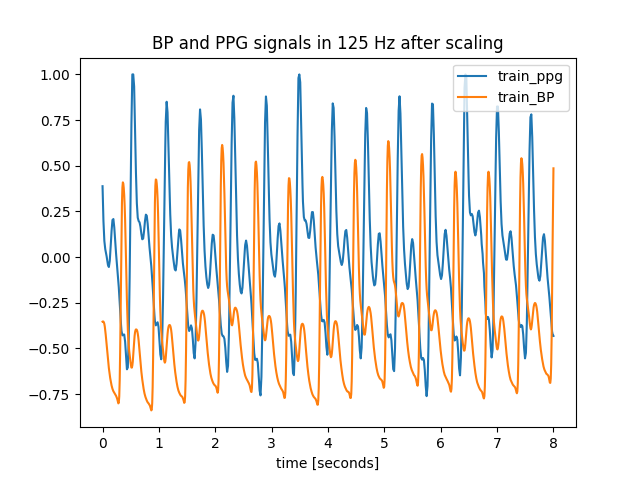 BP and PPG signals in 125 Hz after scaling
train_ppg
train_BP
1.00
0.75
0.50
0.25
0.00
−0.25
−0.50
−0.75
0 1 2 3 4 5 6 7 8
time [seconds]